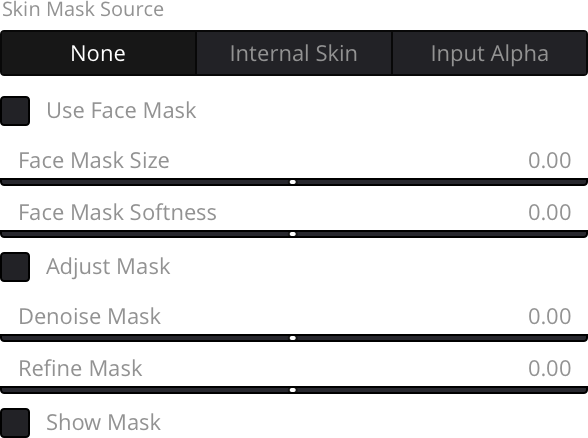 Skin Mask Source
None Internal Skin Input Alpha
Use Face Mask
Face Mask Size 0.00
Face Mask Softness 0.00
Adjust Mask
Denoise Mask 0.00
Refine Mask 0.00
Show Mask